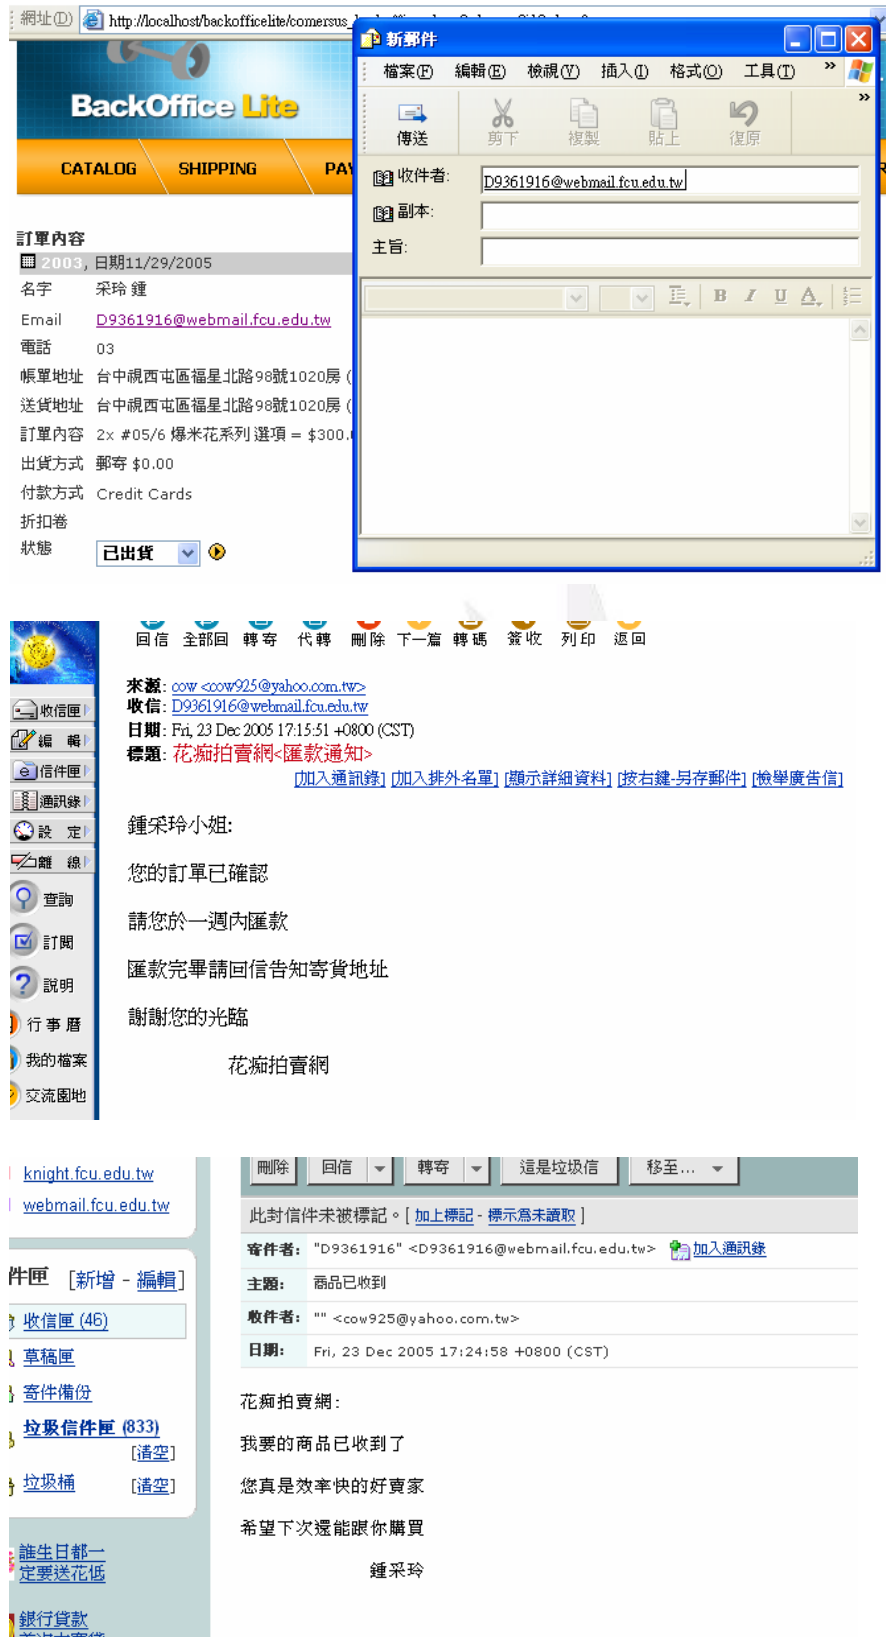 網址(D) http://localhost/backofficelite/comersus_
新郵件
檔案(F) 編輯(E) 檢視(V) 插入(I) 格式(O) 工具(T) »
BackOffice Lite
傳送 剪下 複製 貼上 復原 »
CATALOG SHIPPING PAY
收件者: D9361916@webmail.fcu.edu.tw
副本:
主旨:
B I U A
訂單內容
2003, 日期11/29/2005
名字 采玲 鍾
Email D9361916@webmail.fcu.edu.tw
電話 03
帳單地址 台中視西屯區福星北路98號1020房 (
送貨地址 台中視西屯區福星北路98號1020房 (
訂單內容 2x #05/6 爆米花系列 選項 = $300.
出貨方式 郵寄 $0.00
付款方式 Credit Cards
折扣卷
狀態 已出貨
回信 全部回 轉寄 代轉 刪除 下一篇 轉碼 簽收 列印 返回
來源: cow <cow925@yahoo.com.tw>
收信: D9361916@webmail.fcu.edu.tw
日期: Fri, 23 Dec 2005 17:15:51 +0800 (CST)
標題: 花痴拍賣網<匯款通知>
[加入通訊錄] [加入排外名單] [顯示詳細資料] [按右鍵-另存郵件] [檢舉廣告信]
收信匣
編 輯
信件匣
通訊錄
設 定
離 線
查詢
訂閱
說明
行事曆
我的檔案
交流園地
鍾采玲小姐:
您的訂單已確認
請您於一週內匯款
匯款完畢請回信告知寄貨地址
謝謝您的光臨
花痴拍賣網
knight.fcu.edu.tw
webmail.fcu.edu.tw
件匣 [新增 - 編輯]
收信匣 (46)
草稿匣
寄件備份
垃圾信件匣 (833)
[清空]
垃圾桶 [清空]
誰生日都一
定要送花低
銀行貸款
刪除 回信 轉寄 這是垃圾信 移至...
此封信件未被標記。[ 加上標記 - 標示為未讀取 ]
寄件者: "D9361916" <D9361916@webmail.fcu.edu.tw> 加入通訊錄
主題: 商品已收到
收件者: "" <cow925@yahoo.com.tw>
日期: Fri, 23 Dec 2005 17:24:58 +0800 (CST)
花痴拍賣網:
我要的商品已收到了
您真是效率快的好賣家
希望下次還能跟你購買
鍾采玲